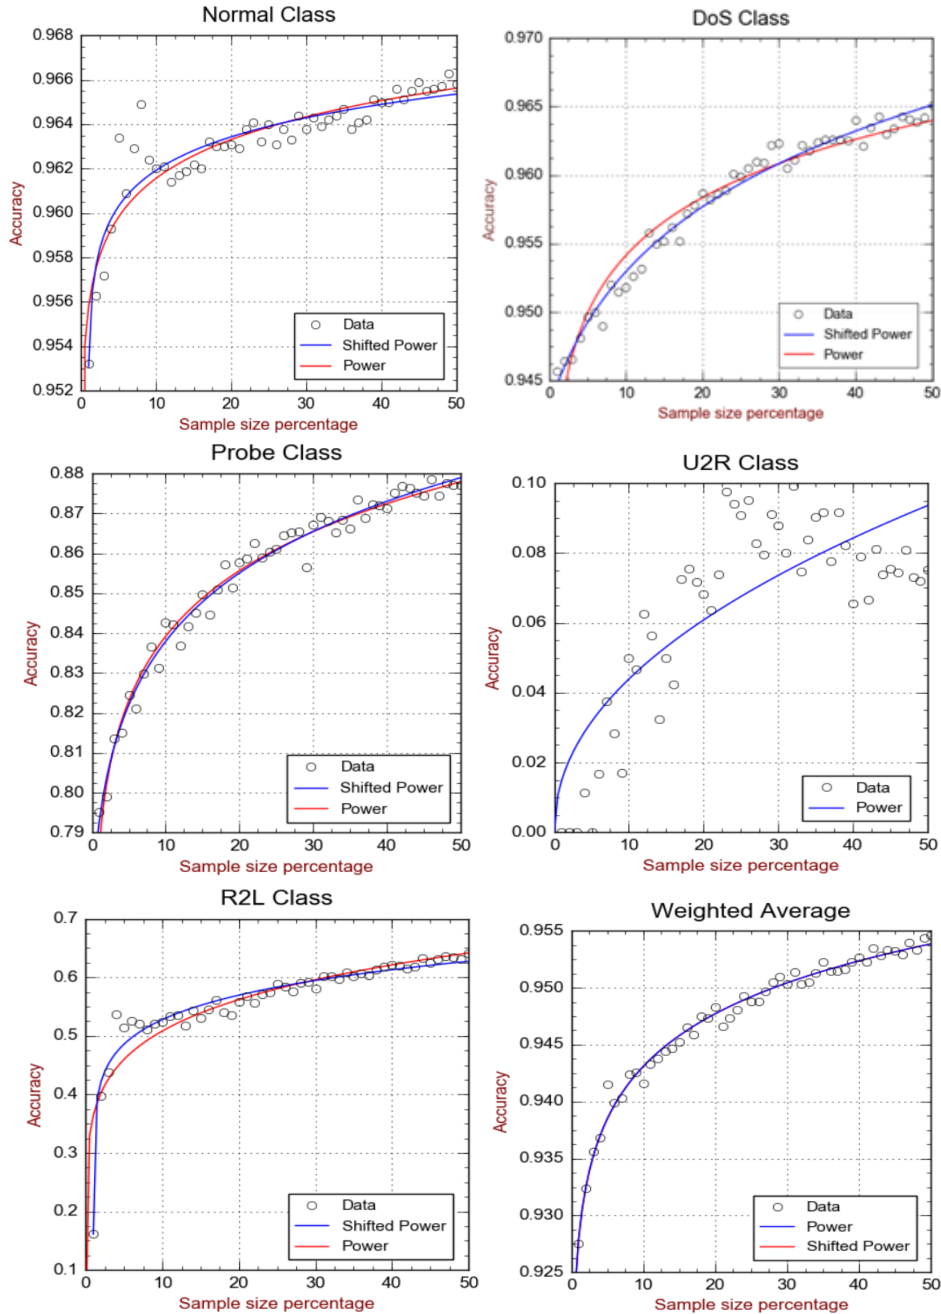 Normal Class
0.968
0.966
0.964
0.962
0.960
0.958
0.956
0.954
0.952
Accuracy
0 10 20 30 40 50
Sample size percentage
Data
Shifted Power
Power
DoS Class
0.970
0.965
0.960
0.955
0.950
0.945
Accuracy
0 10 20 30 40 50
Sample size percentage
Data
Shifted Power
Power
Probe Class
0.88
0.87
0.86
0.85
0.84
0.83
0.82
0.81
0.80
0.79
Accuracy
0 10 20 30 40 50
Sample size percentage
Data
Shifted Power
Power
U2R Class
0.10
0.08
0.06
0.04
0.02
0.00
Accuracy
0 10 20 30 40 50
Sample size percentage
Data
Power
R2L Class
0.7
0.6
0.5
0.4
0.3
0.2
0.1
Accuracy
0 10 20 30 40 50
Sample size percentage
Data
Shifted Power
Power
Weighted Average
0.955
0.950
0.945
0.940
0.935
0.930
0.925
Accuracy
0 10 20 30 40 50
Sample size percentage
Data
Power
Shifted Power